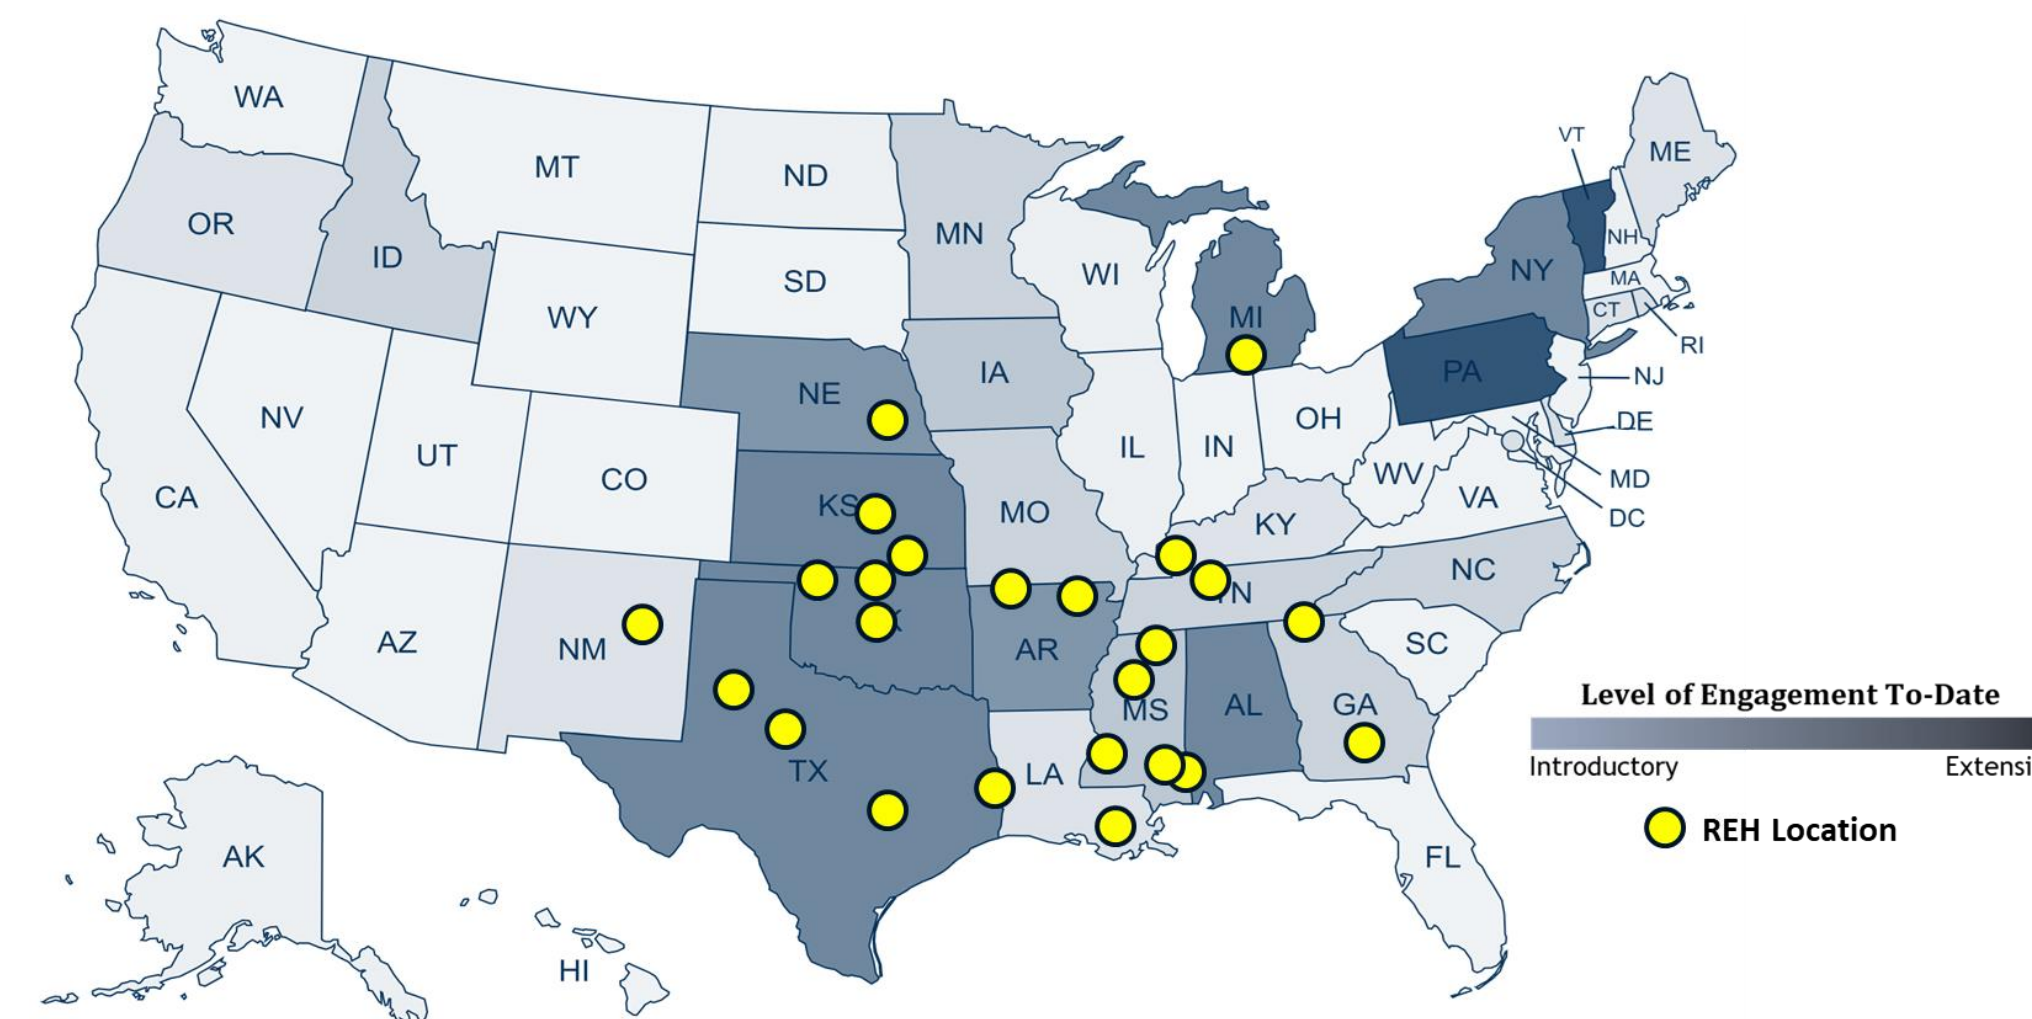 WA
MT
ND
VT
ME
OR
ID
MN
NH
WI
NY
MA
SD
CT
WY
MI
RI
IA
PA
NJ
NE
NV
OH
DE
UT
IL
IN
CO
WV
MD
CA
KS
MO
KY
VA
DC
NC
AZ
NM
AR
SC
Level of Engagement To-Date
MS
AL
GA
TX
LA
Introductory
Extensi
REH Location
AK
FL
HI